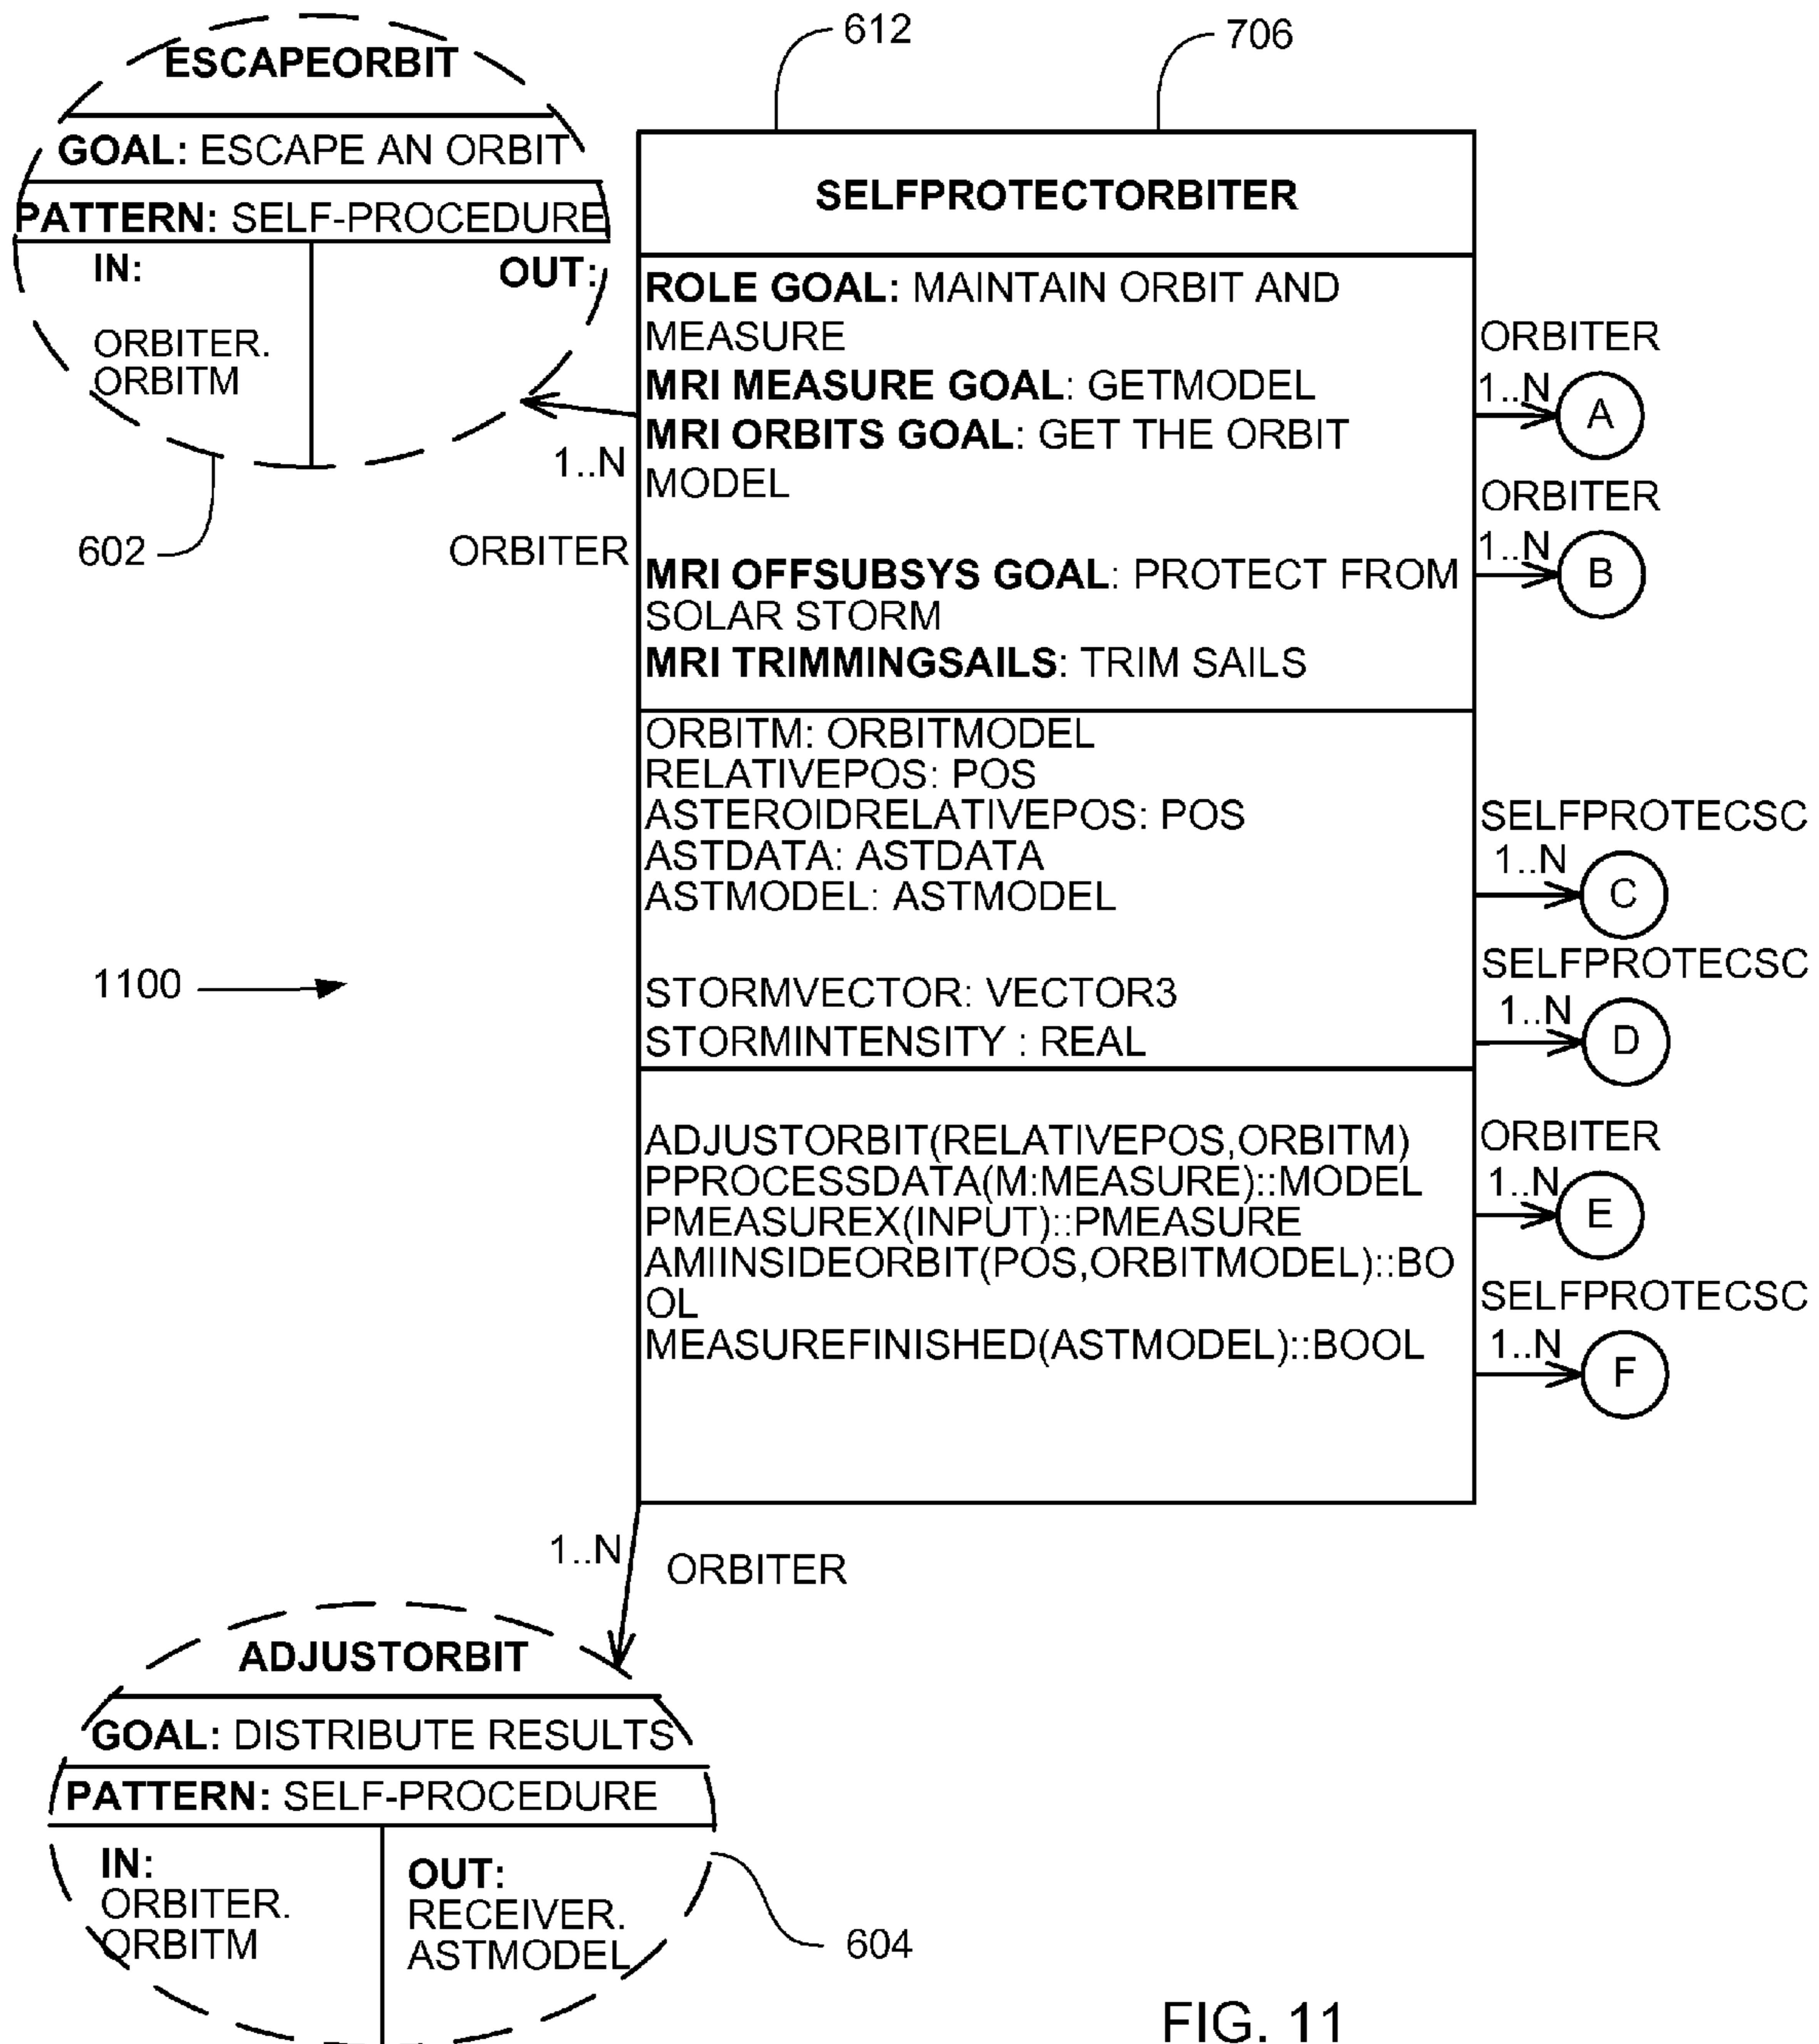 612
706
ESCAPEORBIT
GOAL: ESCAPE AN ORBIT
PATTERN: SELF-PROCEDURE
IN:
OUT:
ORBITER.
ORBITM
602
1..N
ORBITER
SELFPROTECTORBITER
ROLE GOAL: MAINTAIN ORBIT AND
MEASURE
MRI MEASURE GOAL: GETMODEL
MRI ORBITS GOAL: GET THE ORBIT
MODEL
MRI OFFSUBSYS GOAL: PROTECT FROM
SOLAR STORM
MRI TRIMMINGSAILS: TRIM SAILS
ORBITM: ORBITMODEL
RELATIVEPOS: POS
ASTEROIDRELATIVEPOS: POS
ASTDATA: ASTDATA
ASTMODEL: ASTMODEL
STORMVECTOR: VECTOR3
STORMINTENSITY : REAL
ADJUSTORBIT(RELATIVEPOS,ORBITM)
PPROCESSDATA(M:MEASURE)::MODEL
PMEASUREX(INPUT)::PMEASURE
AMIINSIDEORBIT(POS,ORBITMODEL)::BO
OL
MEASUREFINISHED(ASTMODEL)::BOOL
ORBITER
1..N
A
ORBITER
1..N
B
SELFPROTECSC
1..N
C
SELFPROTECSC
1..N
D
ORBITER
1..N
E
SELFPROTECSC
1..N
F
1100
1..N
ORBITER
ADJUSTORBIT
GOAL: DISTRIBUTE RESULTS
PATTERN: SELF-PROCEDURE
IN:
ORBITER.
ORBITM
OUT:
RECEIVER.
ASTMODEL
604
FIG. 11